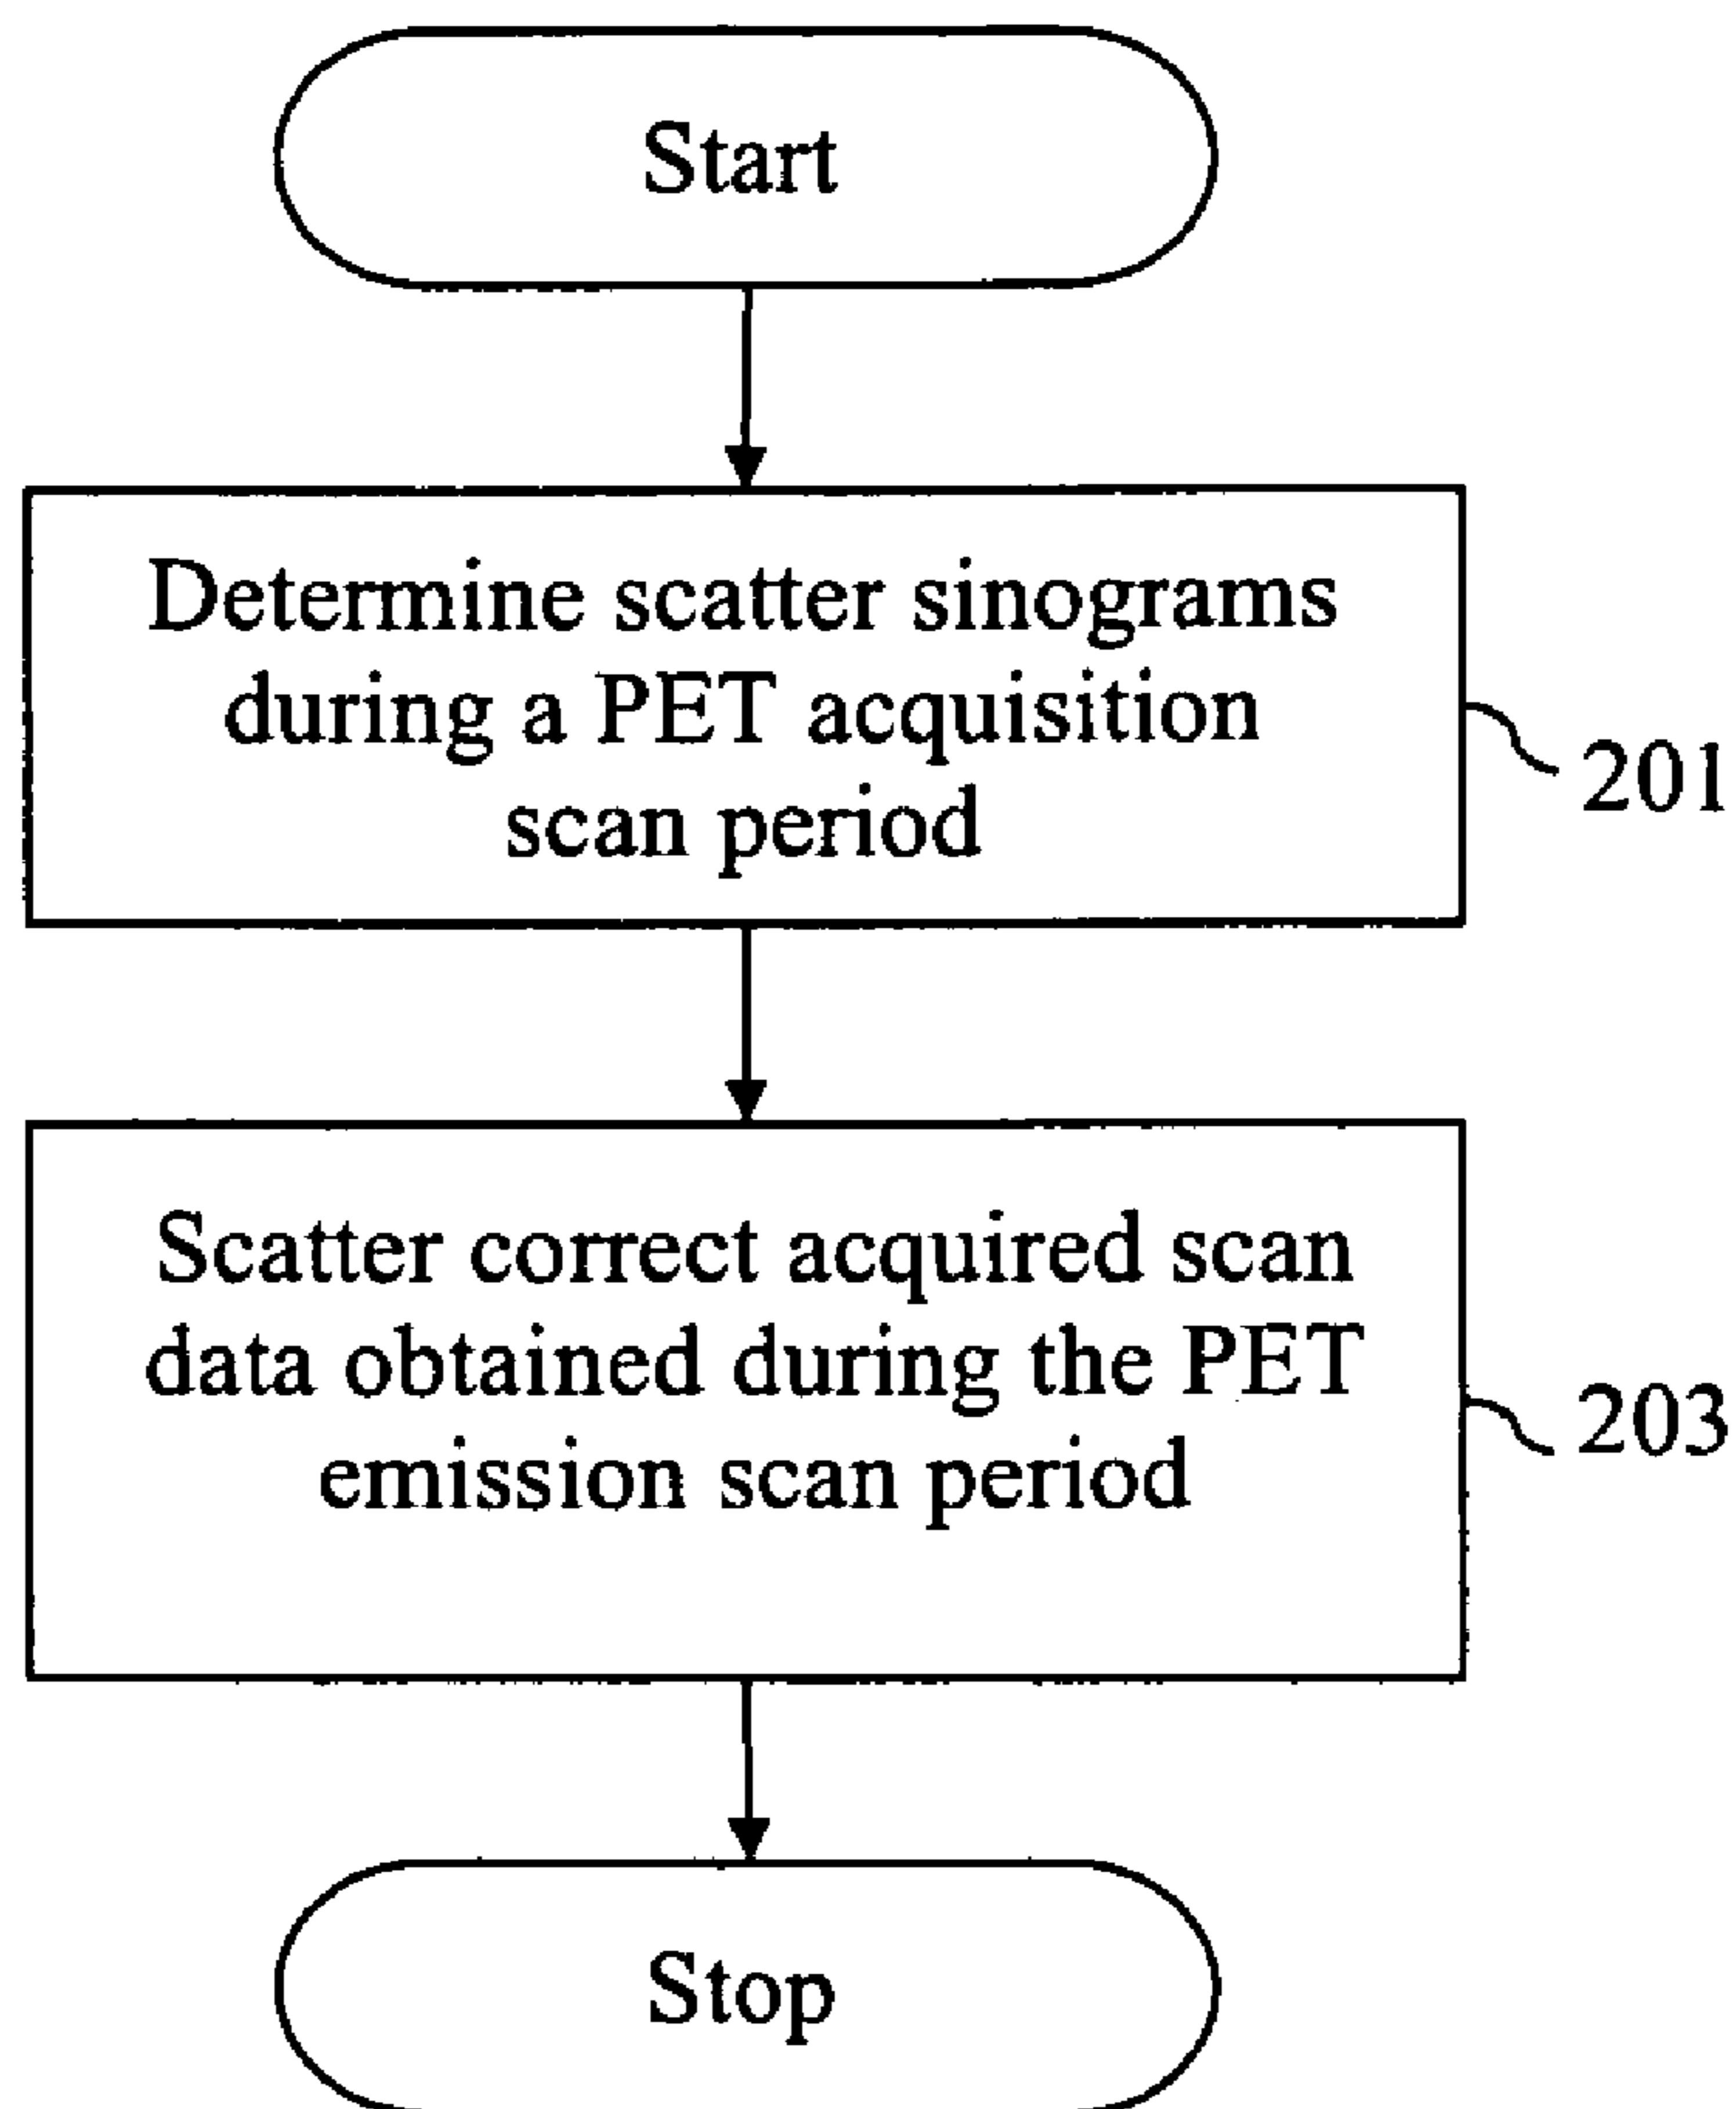 Start
Determine scatter sinograms
during a PET acquisition
scan period
201
Scatter correct acquired scan
data obtained during the PET
emission scan period
203
Stop